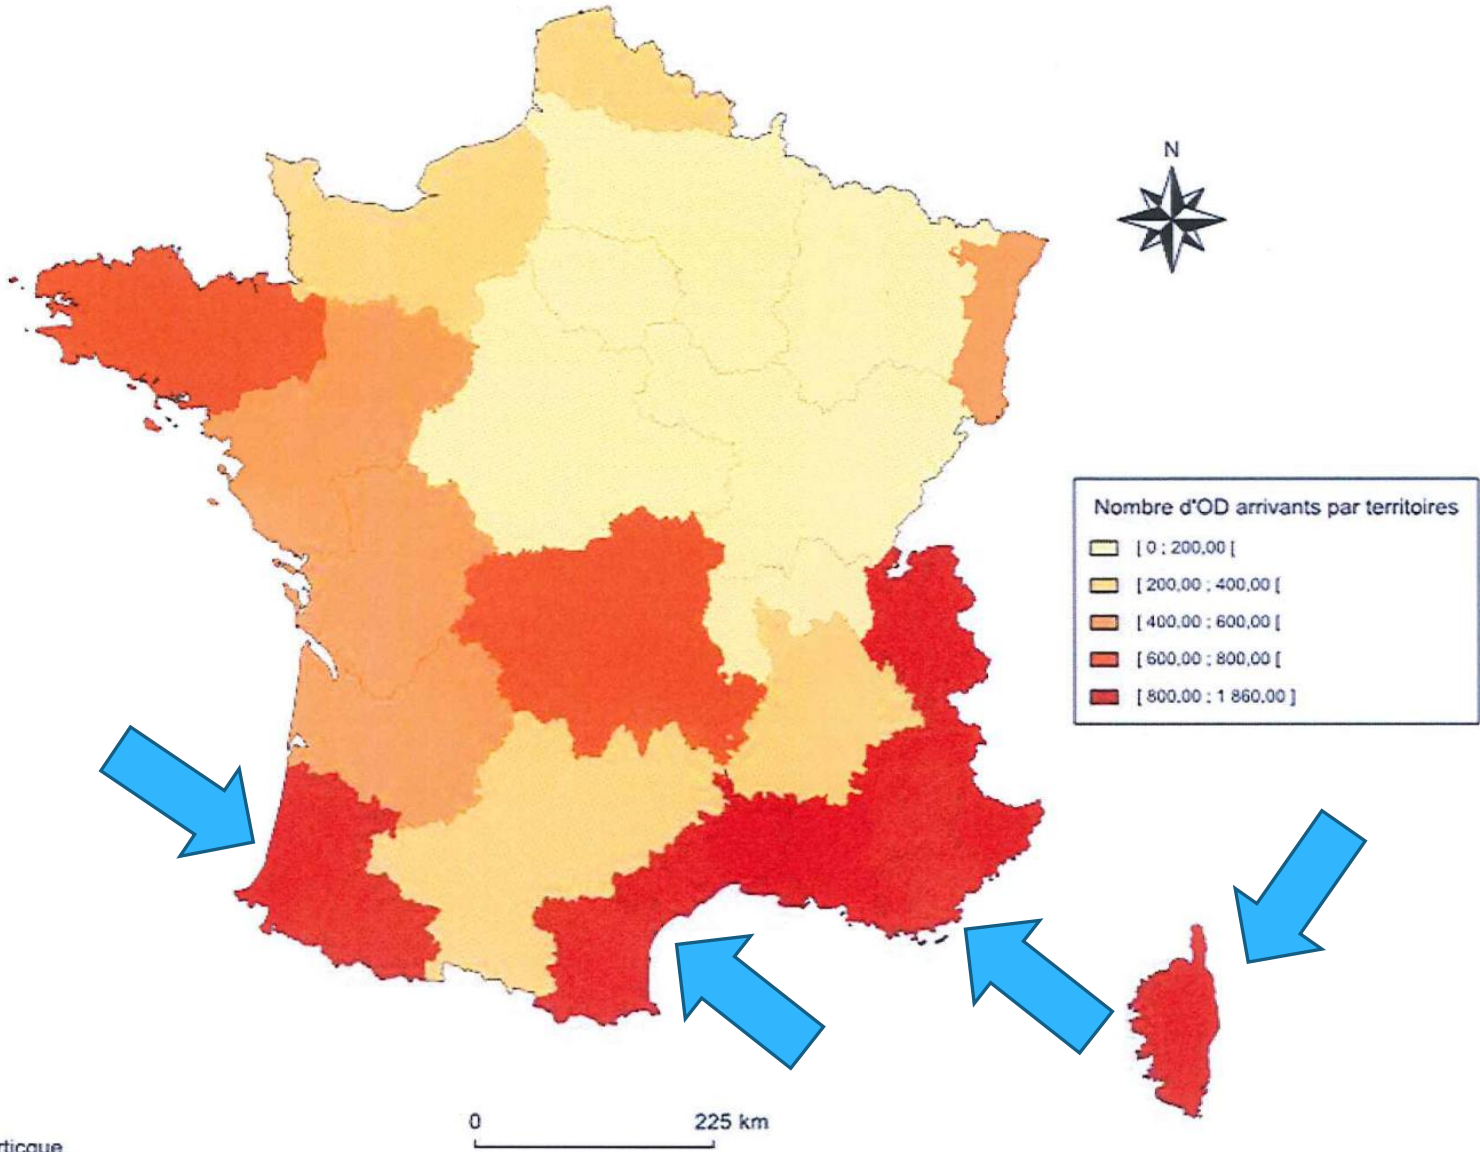 N
Nombre d'OD arrivants par territoires
[ 0 ; 200,00 [
[ 200,00 ; 400,00 [
[ 400,00 ; 600,00 [
[ 600,00 ; 800,00 [
[ 800,00 ; 1 860,00 ]
0 225 km